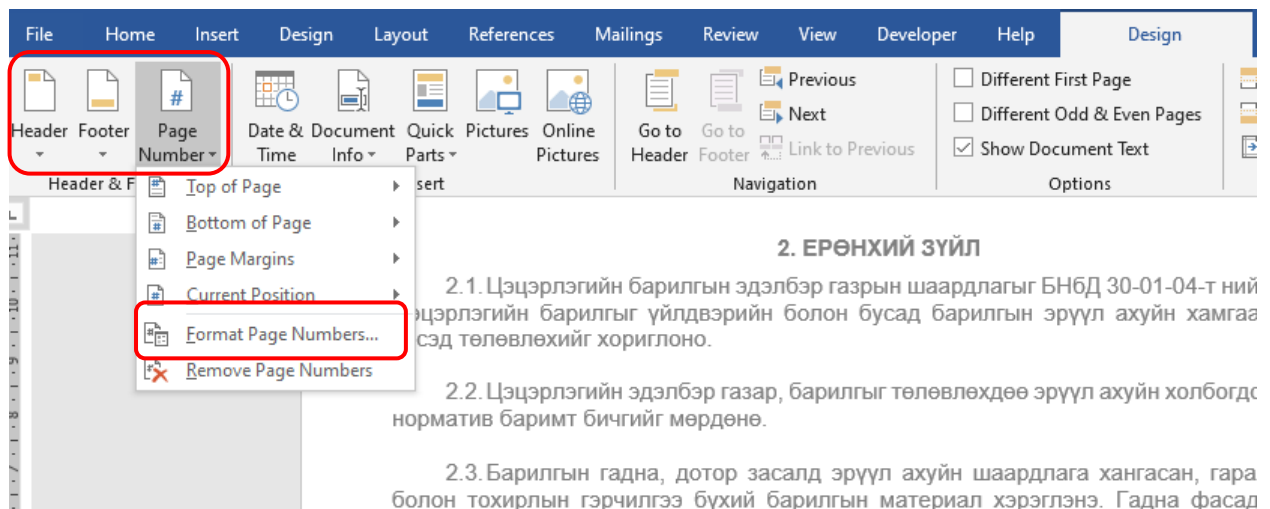 File Home Insert Design Layout References Mailings Review View Developer Help Design
Header Footer Page Number Date & Time Document Info Quick Parts Pictures Online Pictures Go to Header Go to Footer Previous Next Link to Previous
Different First Page
Different Odd & Even Pages
Show Document Text
Header & F sert Navigation Options
Top of Page
Bottom of Page
Page Margins
Current Position
Format Page Numbers...
Remove Page Numbers
2. ЕРӨНХИЙ ЗҮЙЛ
2.1. Цэцэрлэгийн барилгын эдэлбэр газрын шаардлагыг БНбД 30-01-04-т ний
эцэрлэгийн барилгыг үйлдвэрийн болон бусад барилгын эрүүл ахуйн хамгаа
сэд төлөвлөхийг хориглоно.
2.2. Цэцэрлэгийн эдэлбэр газар, барилгыг төлөвлөхдөө эрүүл ахуйн холбогдо
норматив баримт бичгийг мөрдөнө.
2.3. Барилгын гадна, дотор засалд эрүүл ахуйн шаардлага хангасан, гара
болон тохирлын гэрчилгээ бүхий барилгын материал хэрэглэнэ. Гадна фасад